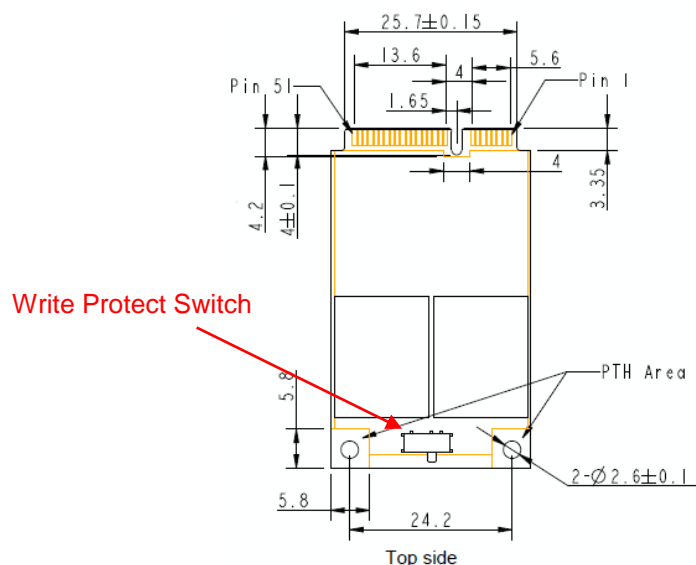 25.7±0.15
13.6
4
5.6
Pin 51
1.65
Pin 1
4.2
4±0.1
4
3.35
Write Protect Switch
5.8
PTH Area
2-Ø2.6±0.1
5.8
24.2
Top side